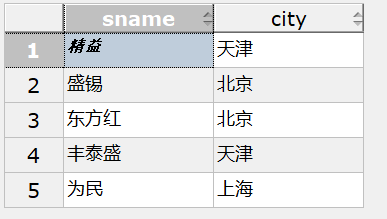 sname city
1 精益 天津
2 盛锡 北京
3 东方红 北京
4 丰泰盛 天津
5 为民 上海